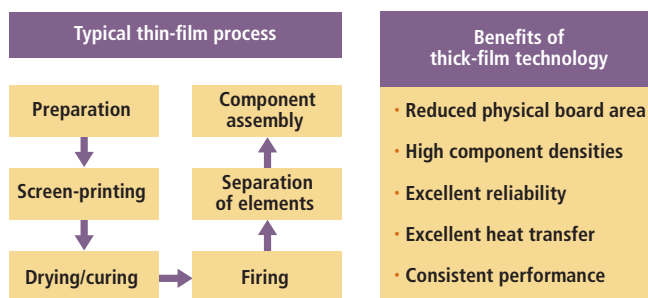 Typical thin-film process
Preparation
Screen-printing
Drying/curing
Firing
Separation
of elements
Component
assembly
Benefits of
thick-film technology
· Reduced physical board area
· High component densities
· Excellent reliability
· Excellent heat transfer
· Consistent performance